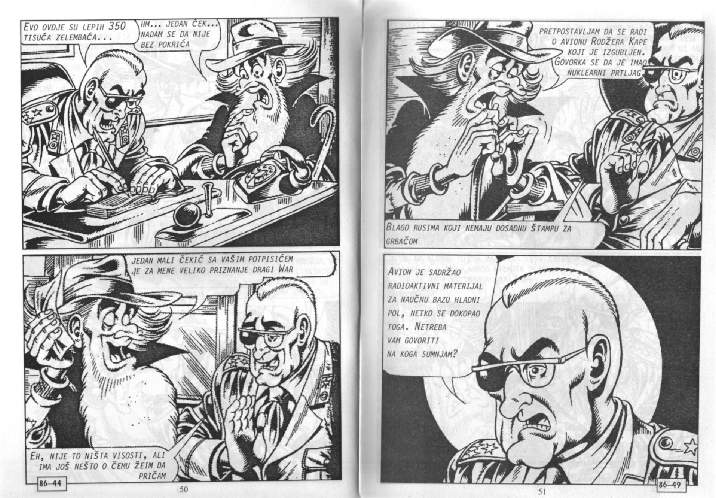 EVO OVDJE SU LEPIH 350
TISUĆA ZELEMBAĆA...
HM... JEDAN ČEK...
NADAM SE DA NIJE
BEZ POKRIĆA
JEDAN MALI ČEKIĆ SA VAŠIM POTPISIĆEM
JE ZA MENE VELIKO PRIZNANJE DRAGI WAR
EH, NIJE TO NIŠTA VISOSTI, ALI
IMA JOŠ NEŠTO O ČEMU ŽEIM DA
PRIČAM
86-44
50
PRETPOSTAVLJAM DA SE RADI
O AVIONU RODŽERA KAPE
KOJI JE IZGUBLJEN.
GOVORKA SE DA JE IMAO
NUKLEARNI PRTLJAG
BLAGO RUSIMA KOJI NEMAJU DOSADNU ŠTAMPU ZA
GRBAČOM
AVION JE SADRŽAO
RADIOAKTIVNI MATERIJAL
ZA NAUČNU BAZU HLADNI
POL, NETKO SE DOKOPAO
TOGA. NETREBA
VAM GOVORITI
NA KOGA SUMNJAM?
51
86-49